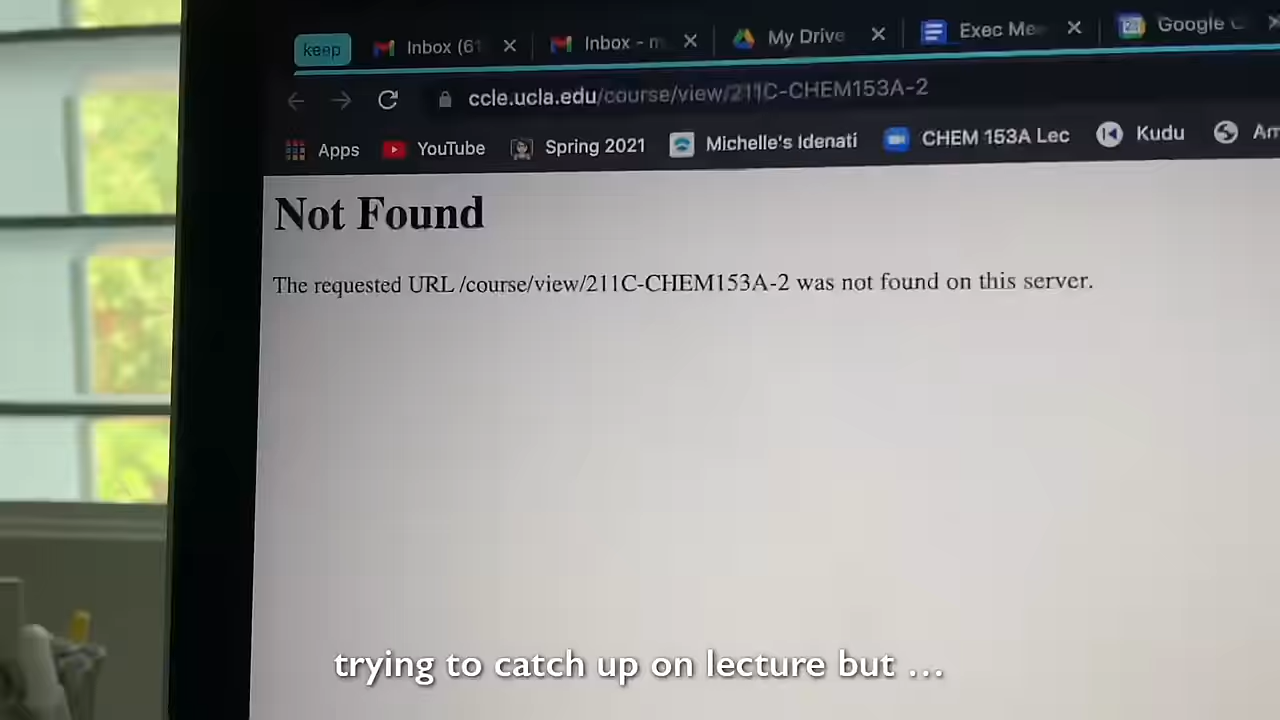 keep Inbox (61 Inbox - m My Drive Exec Me Google C
ccle.ucla.edu/course/view/211C-CHEM153A-2
Apps YouTube Spring 2021 Michelle's Idenati CHEM 153A Lec Kudu Am
Not Found
The requested URL /course/view/211C-CHEM153A-2 was not found on this server.
trying to catch up on lecture but ...